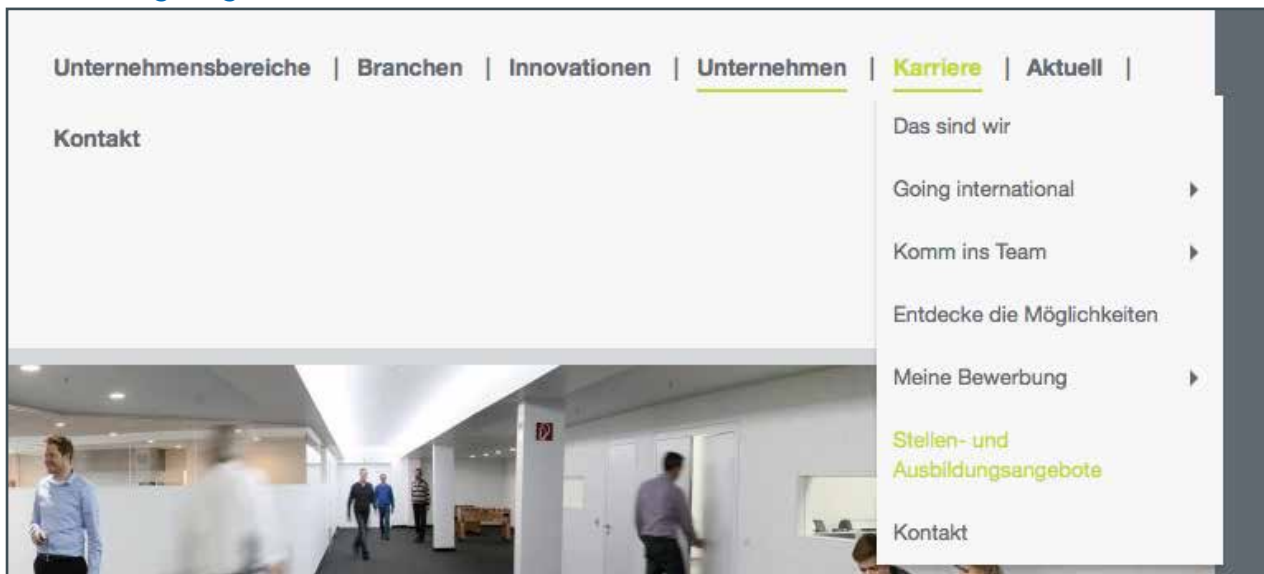 Unternehmensbereiche | Branchen | Innovationen | Unternehmen | Karriere | Aktuell |
Kontakt
Das sind wir
Going international
Komm ins Team
Entdecke die Möglichkeiten
Meine Bewerbung
Stellen- und
Ausbildungsangebote
Kontakt